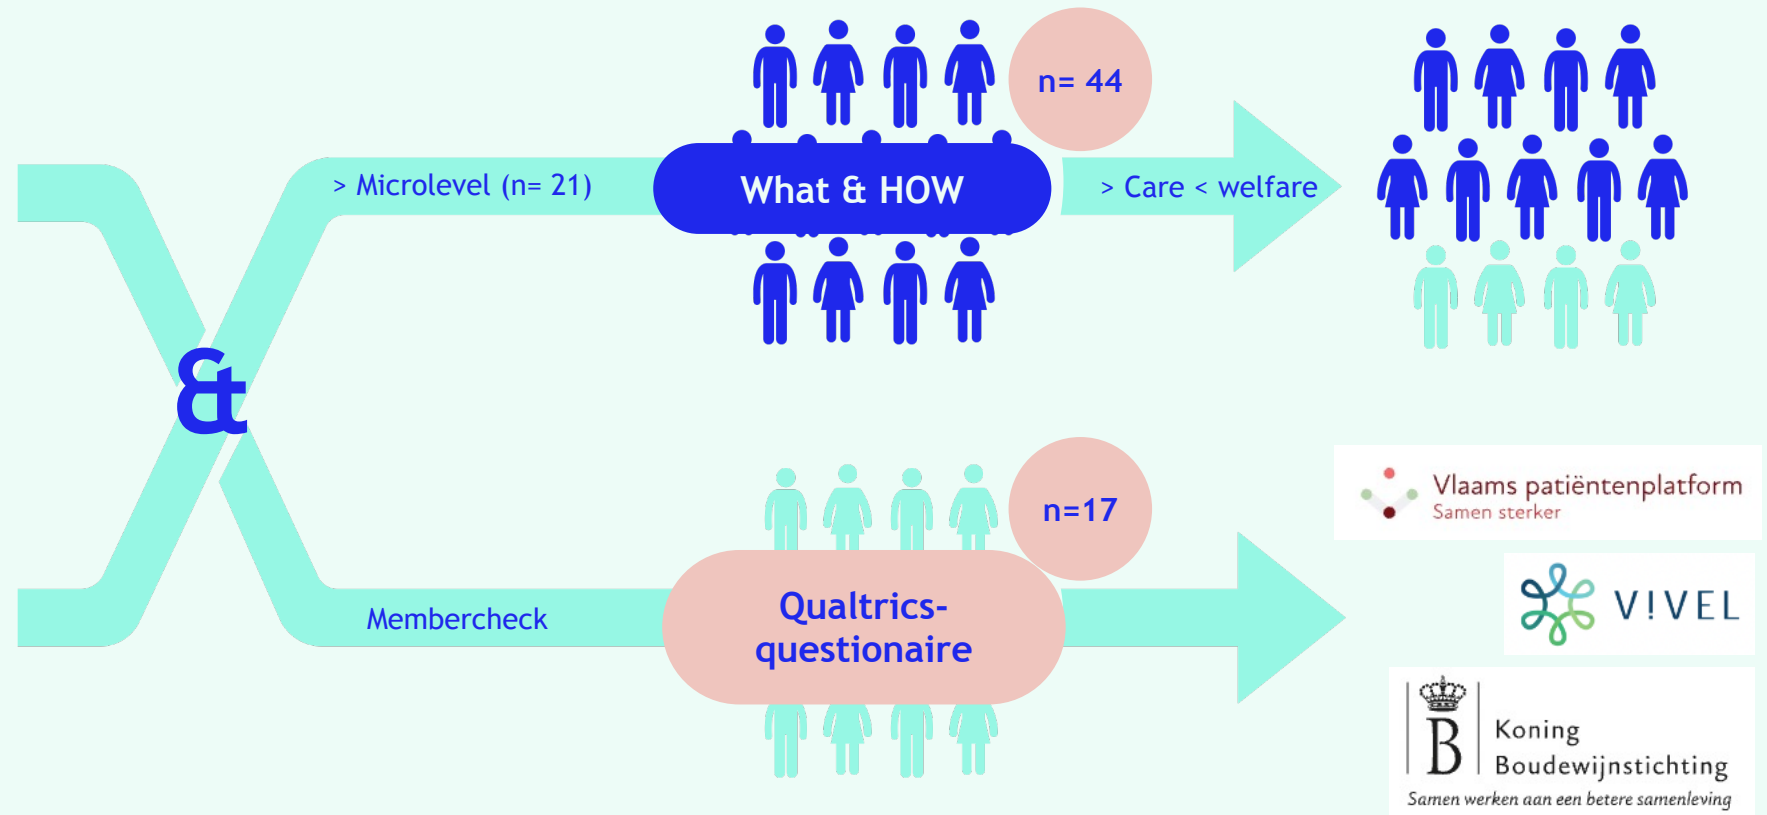 n= 44
> Microlevel (n= 21)
What & HOW
> Care < welfare
&
n=17
Membercheck
Qualtrics-
questionaire
Vlaams patiëntenplatform
Samen sterker
V!VEL
B
Koning
Boudewijnstichting
Samen werken aan een betere samenleving